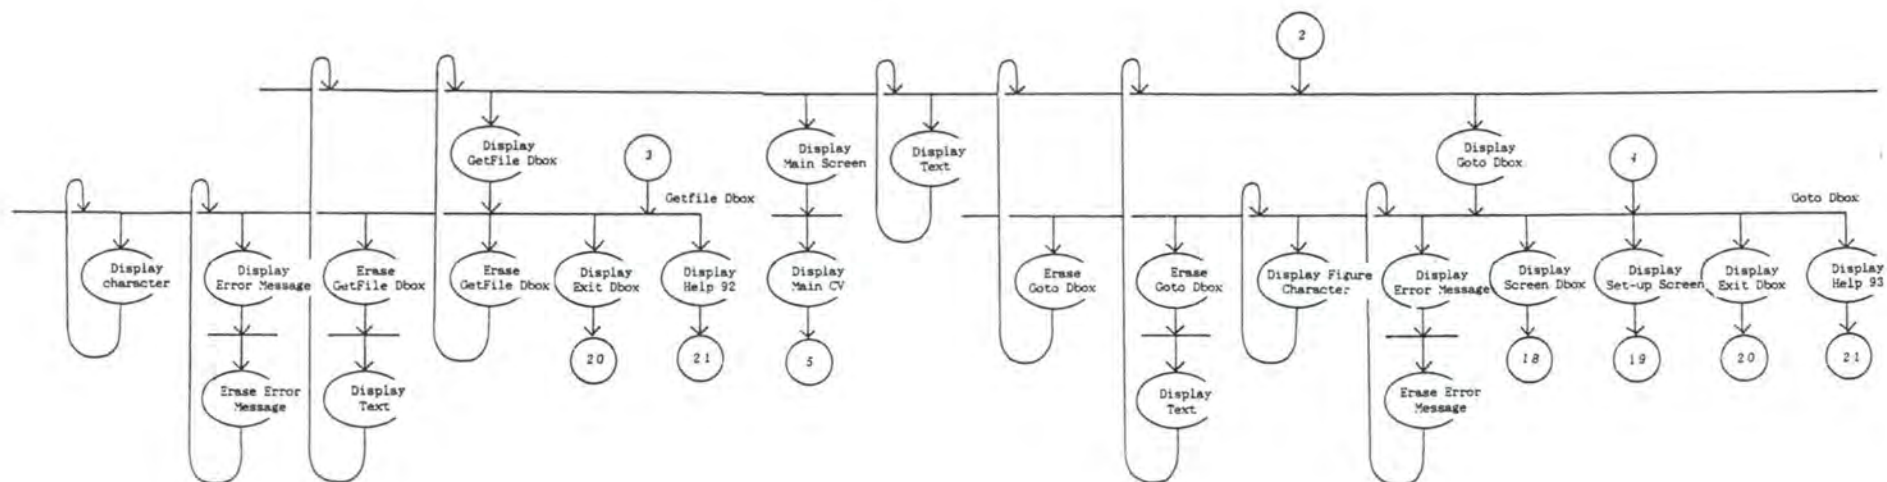 2
Display
GetFile Dbox
3
Display
Main Screen
Display
Text
Display
Goto Dbox
4
Getfile Dbox
Goto Dbox
Display
character
Display
Error Message
Erase
GetFile Dbox
Erase
GetFile Dbox
Display
Exit Dbox
Display
Help 92
Display
Main CV
Erase
Goto Dbox
Erase
Goto Dbox
Display Figure
Character
Display
Error Message
Display
Screen Dbox
Display
Set-up Screen
Display
Exit Dbox
Display
Help 93
20
21
5
18
19
20
21
Erase Error
Message
Display
Text
Display
Text
Erase Error
Message